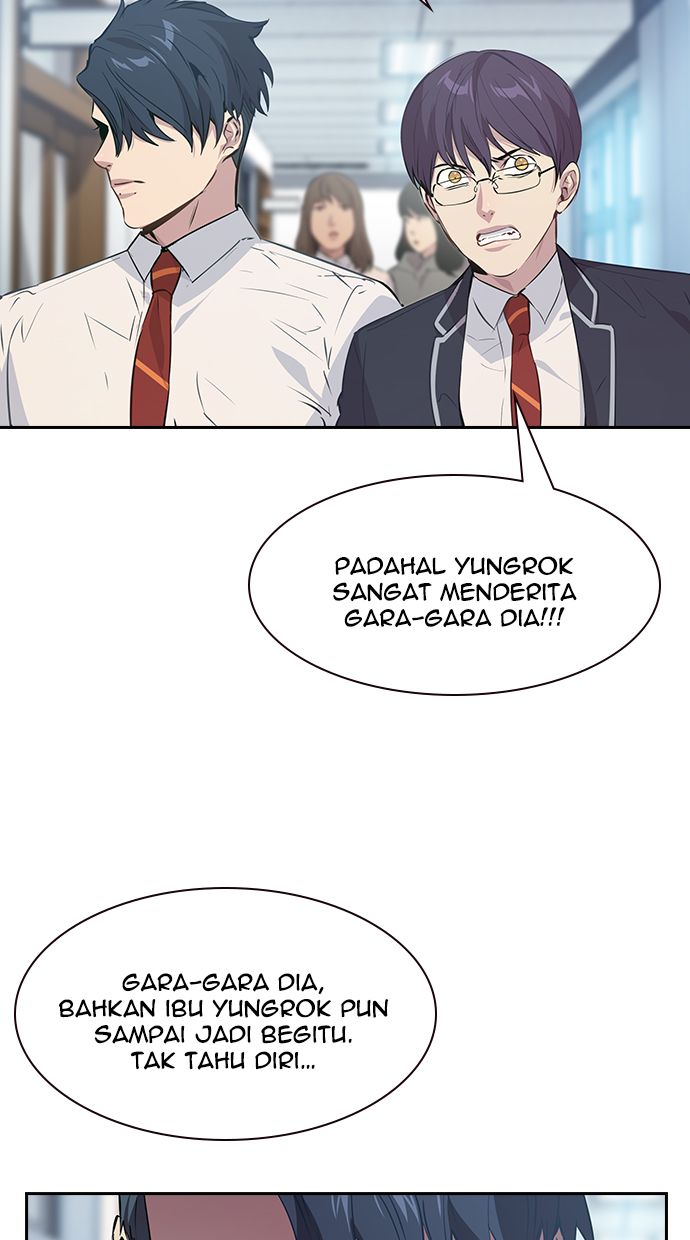 PADAHAL YUNGROK
SANGAT MENDERITA
GARA-GARA DIA!!!
GARA-GARA DIA,
BAHKAN IBU YUNGROK PUN
SAMPAI JADI BEGITU.
TAK TAHU DIRI...